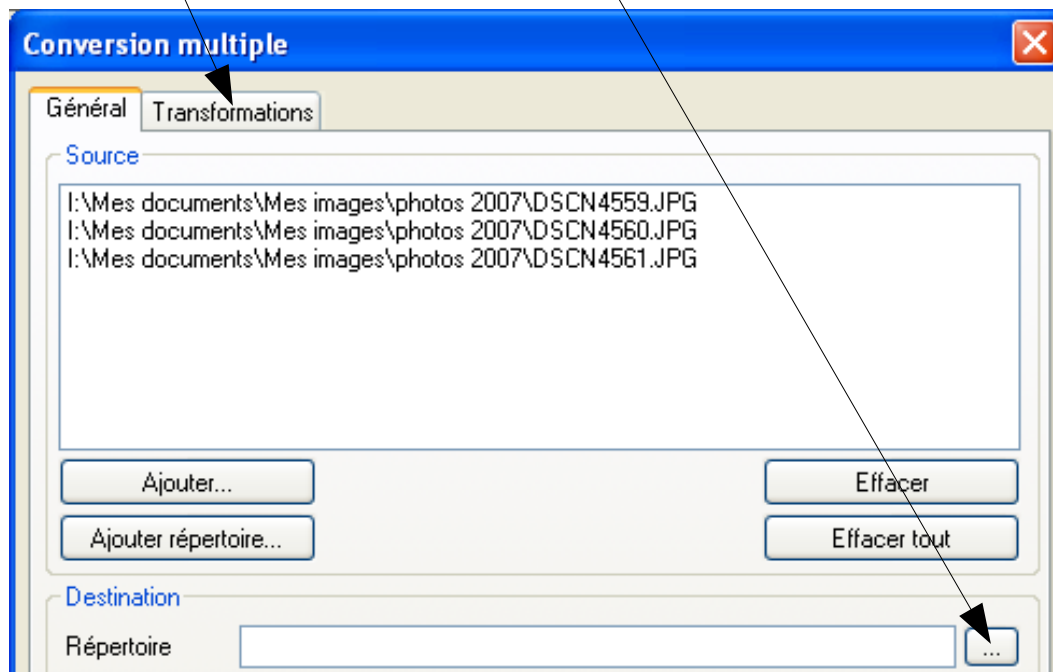 Conversion multiple
Général Transformations
Source
I:\Mes documents\Mes images\photos 2007\DSCN4559.JPG
I:\Mes documents\Mes images\photos 2007\DSCN4560.JPG
I:\Mes documents\Mes images\photos 2007\DSCN4561.JPG
Ajouter... Effacer
Ajouter répertoire... Effacer tout
Destination
Répertoire ...